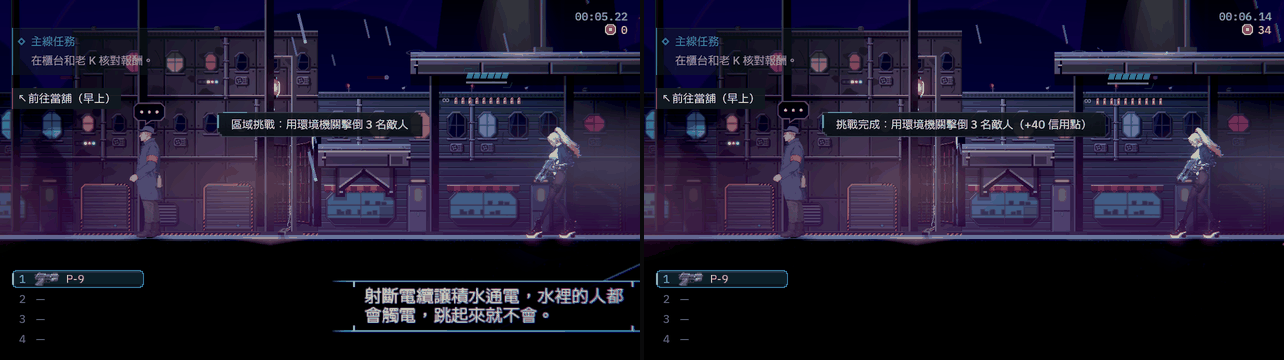 00:05.22
0
主線任務
在櫃台和老 K 核對報酬。
↖前往當舖（早上）
區域挑戰：用環境機關擊倒 3 名敵人
1 P-9
2 —
3 —
4 —
射斷電纜讓積水通電，水裡的人都
會觸電，跳起來就不會。
00:06.14
34
主線任務
在櫃台和老 K 核對報酬。
↖前往當舖（早上）
挑戰完成：用環境機關擊倒 3 名敵人（+40 信用點）
1 P-9
2 —
3 —
4 —